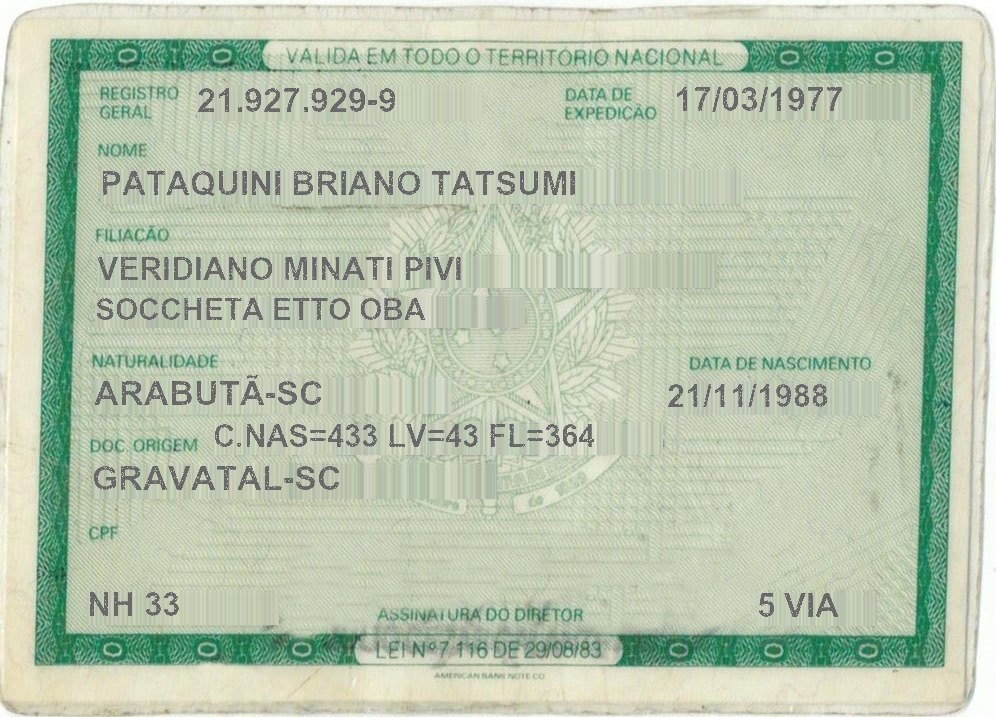 VÁLIDA EM TODO O TERRITÓRIO NACIONAL
REGISTRO GERAL 21.927.929-9 DATA DE EXPEDIÇÃO 17/03/1977
NOME
PATAQUINI BRIANO TATSUMI
FILIAÇÃO
VERIDIANO MINATI PIVI
SOCCHETA ETTO OBA
NATURALIDADE DATA DE NASCIMENTO
ARABUTÃ-SC 21/11/1988
DOC ORIGEM C.NAS=433 LV=43 FL=364
GRAVATAL-SC
CPF
NH 33 ASSINATURA DO DIRETOR 5 VIA
LEI Nº 7.116 DE 29/08/83
AMERICAN BANK NOTE CO